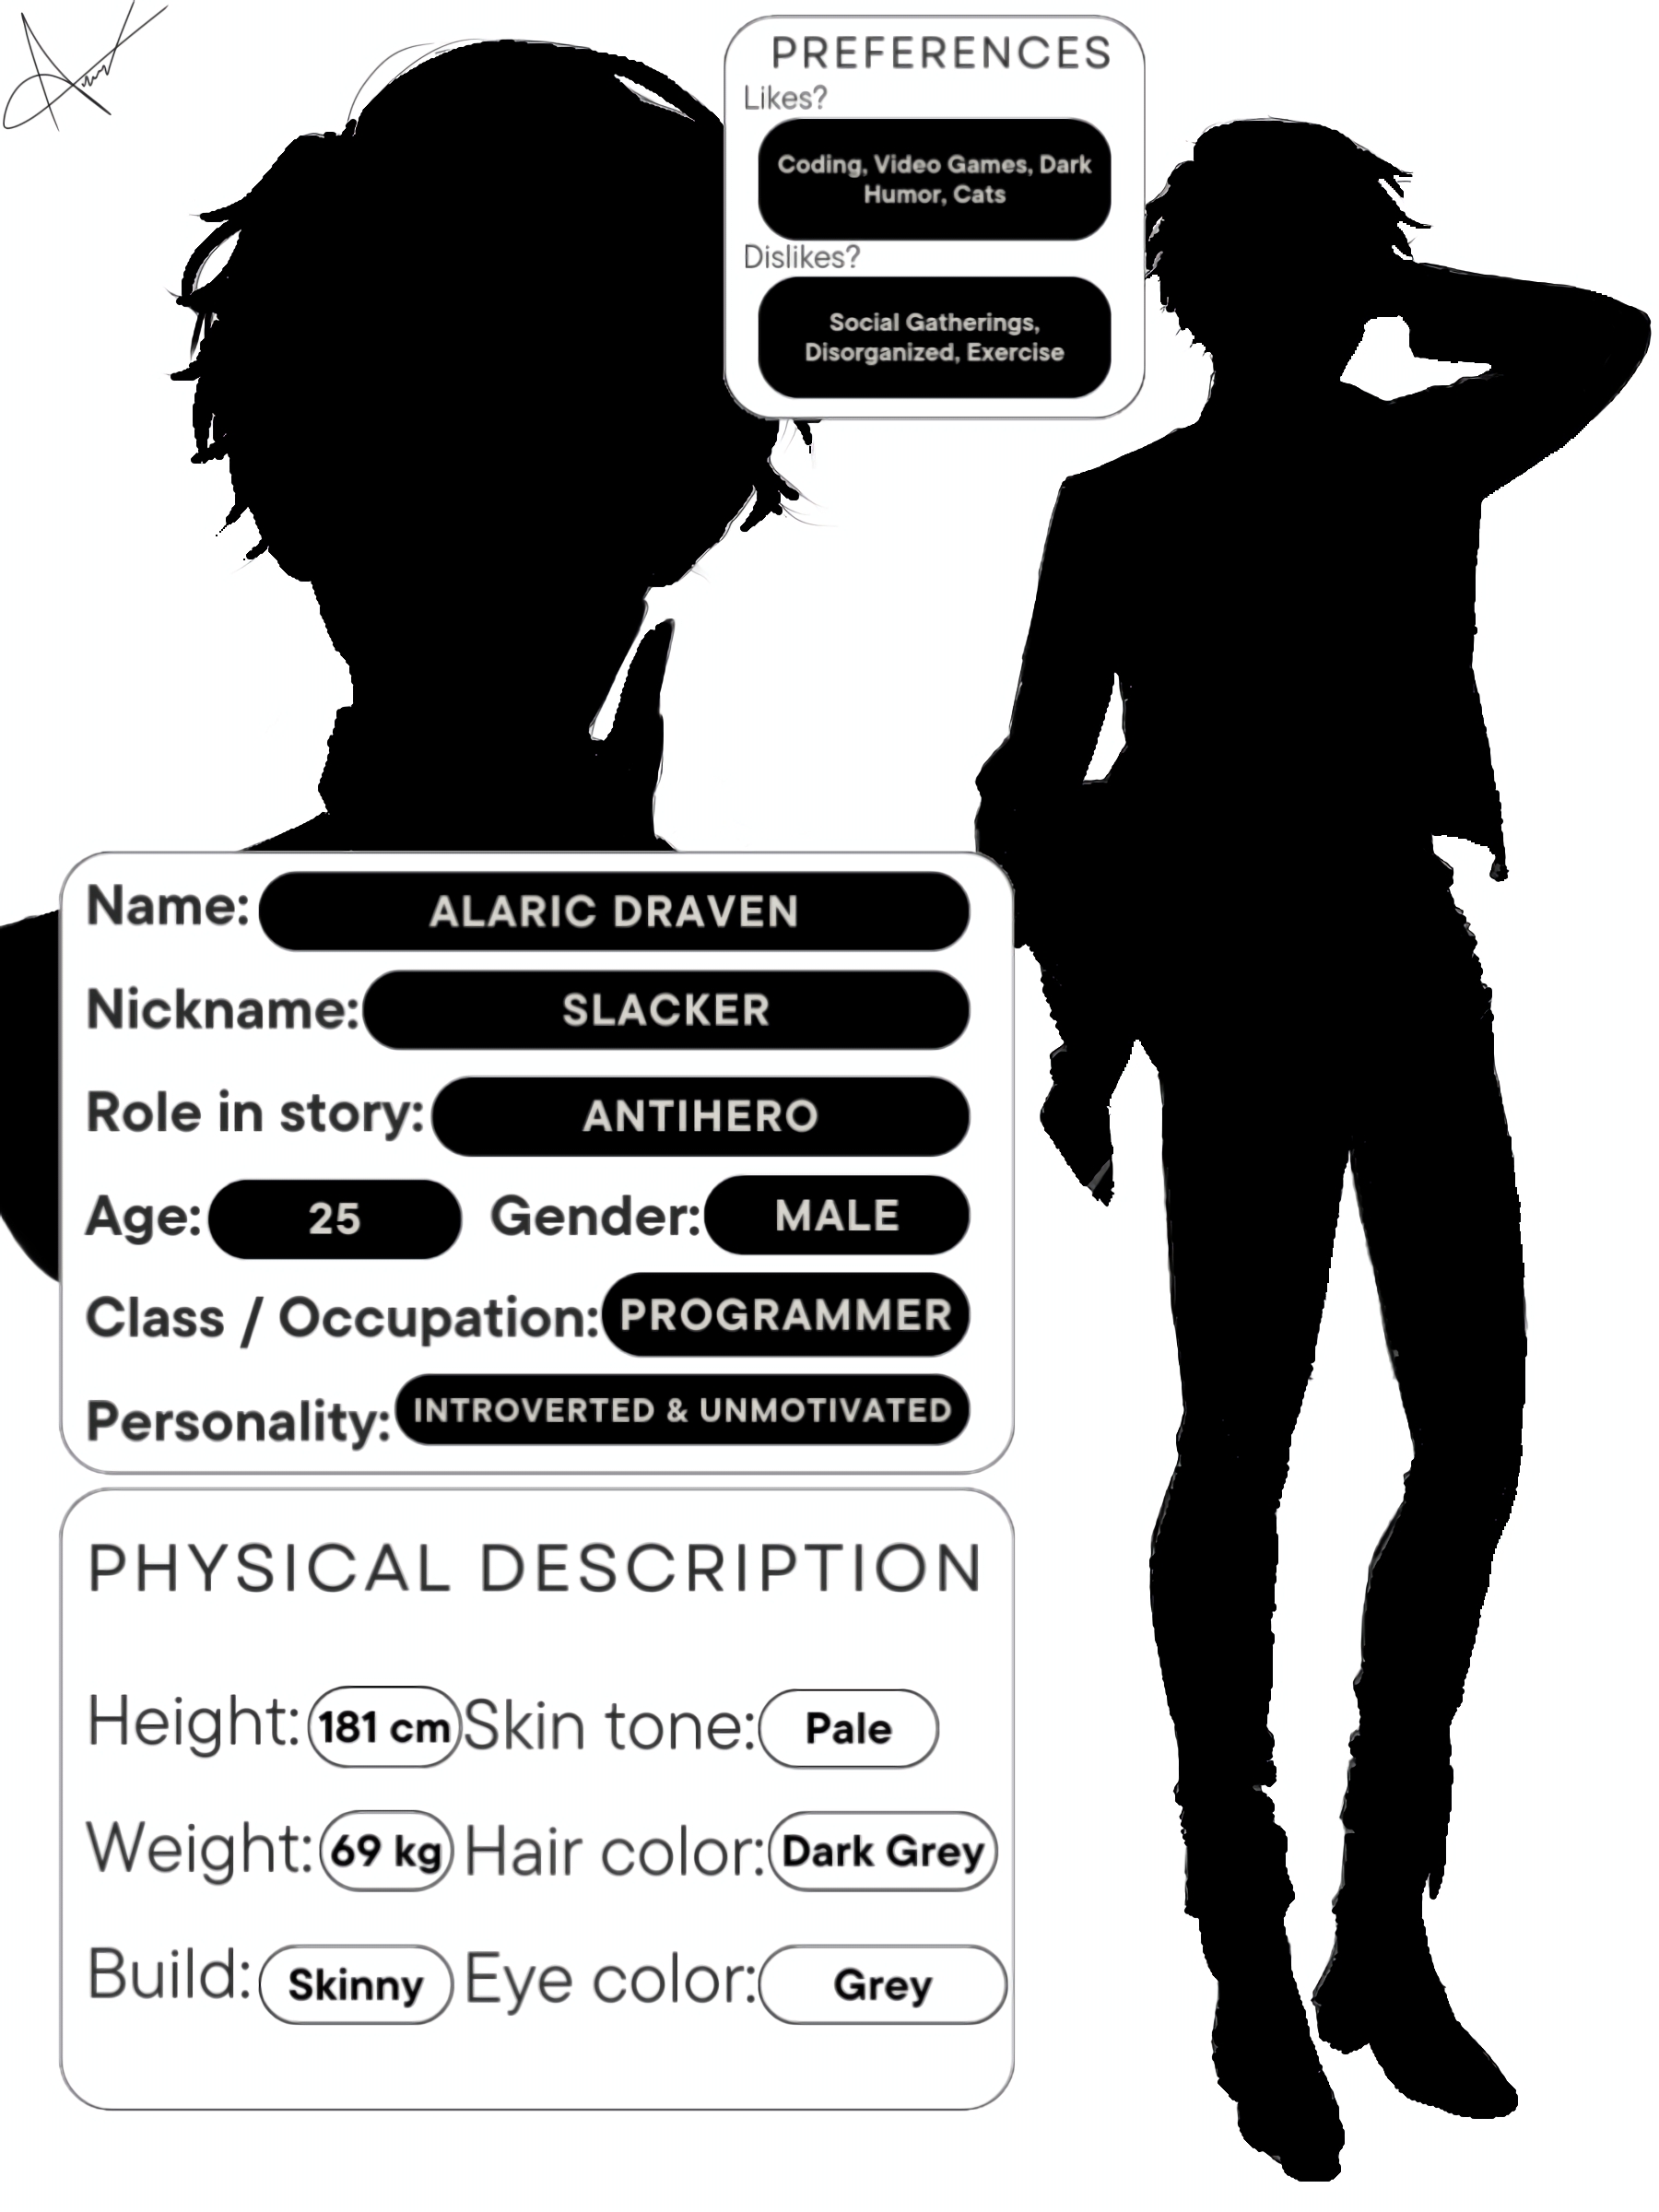 PREFERENCES
Likes?
Coding, Video Games, Dark
Humor, Cats
Dislikes?
Social Gatherings,
Disorganized, Exercise
Name: ALARIC DRAVEN
Nickname: SLACKER
Role in story: ANTIHERO
Age: 25 Gender: MALE
Class / Occupation: PROGRAMMER
Personality: INTROVERTED & UNMOTIVATED
PHYSICAL DESCRIPTION
Height: 181 cm Skin tone: Pale
Weight: 69 kg Hair color: Dark Grey
Build: Skinny Eye color: Grey